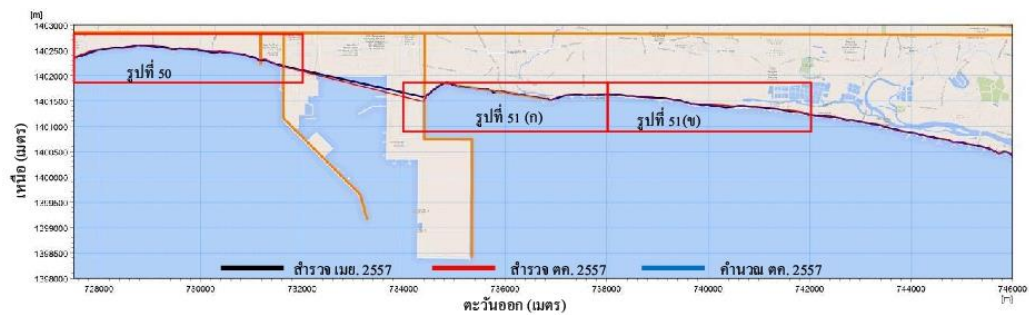 [m]
1403000
1402500
1402000
1401500
1401000
1400500
1400000
1399500
1399000
1398500
1398000
เหนือ (เมตร)
รูปที่ 50
รูปที่ 51 (ก)
รูปที่ 51(ข)
สำรวจ เมย. 2557
สำรวจ ตค. 2557
คำนวณ ตค. 2557
728000 730000 732000 734000 736000 738000 740000 742000 744000 746000
[m]
ตะวันออก (เมตร)